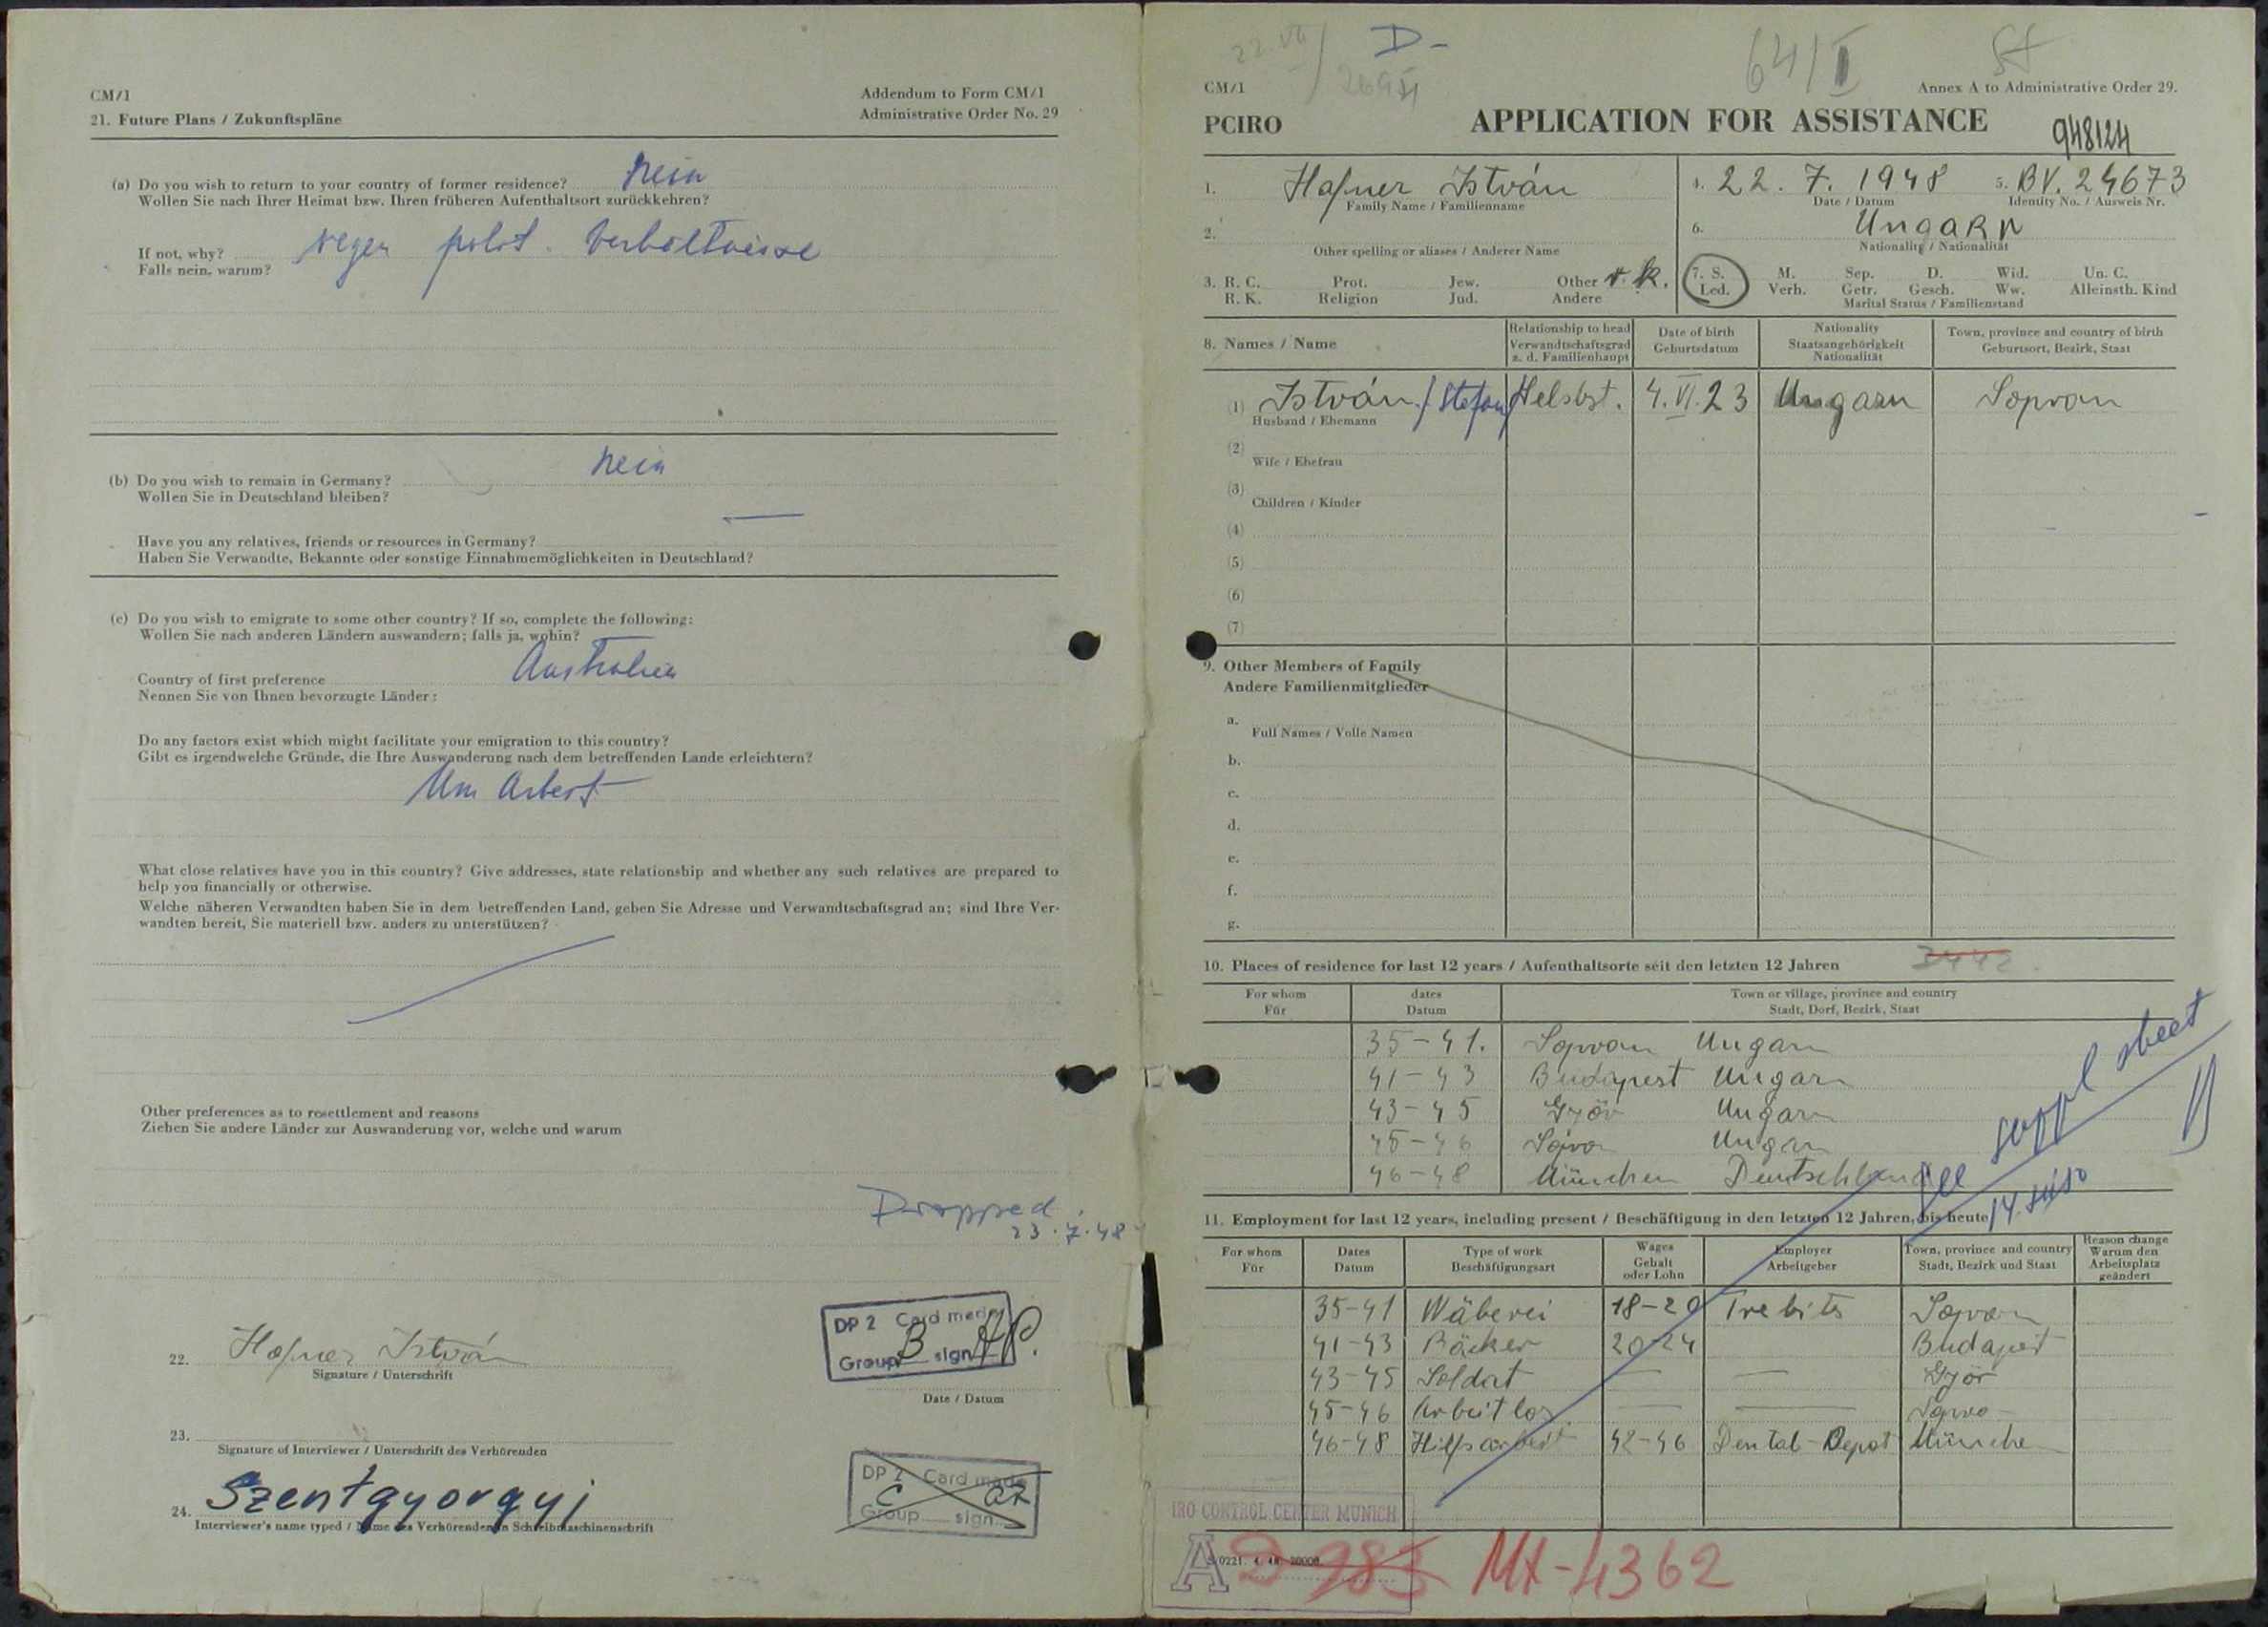 CM/1
Addendum to Form CM/1
21. Future Plans / Zukunftspläne
Administrative Order No. 29
(a) Do you wish to return to your country of former residence? Nein
Wollen Sie nach Ihrer Heimat bzw. Ihren früheren Aufenthaltsort zurückkehren?
If not, why? wegen polit. Verhältnisse
Falls nein, warum?
(b) Do you wish to remain in Germany? Nein
Wollen Sie in Deutschland bleiben?
Have you any relatives, friends or resources in Germany? —
Haben Sie Verwandte, Bekannte oder sonstige Einnahmemöglichkeiten in Deutschland?
(c) Do you wish to emigrate to some other country? If so, complete the following:
Wollen Sie nach anderen Ländern auswandern; falls ja, wohin?
Country of first preference Australien
Nennen Sie von Ihnen bevorzugte Länder:
Do any factors exist which might facilitate your emigration to this country?
Gibt es irgendwelche Gründe, die Ihre Auswanderung nach dem betreffenden Lande erleichtern?
Um Arbeit
What close relatives have you in this country? Give addresses, state relationship and whether any such relatives are prepared to
help you financially or otherwise.
Welche näheren Verwandten haben Sie in dem betreffenden Land, geben Sie Adresse und Verwandtschaftsgrad an; sind Ihre Ver-
wandten bereit, Sie materiell bzw. anders zu unterstützen?
Other preferences as to resettlement and reasons
Ziehen Sie andere Länder zur Auswanderung vor, welche und warum
Dropped
23.7.48
DP 2 Card made
Group B sign
22. Hafner István
Signature / Unterschrift
Date / Datum
23.
Signature of Interviewer / Unterschrift des Verhörenden
DP 2 Card made
Group C sign
24. Szentgyorgyi
Interviewer's name typed / Name des Verhörenden in Schreibmaschinenschrift
22.VII
D-
64/I
CM/1
Annex A to Administrative Order 29.
PCIRO
APPLICATION FOR ASSISTANCE
948124
1. Hafner István
Family Name / Familienname
4. 22. 7. 1948
Date / Datum
5. BV. 24673
Identity No. / Ausweis Nr.
2.
Other spelling or aliases / Anderer Name
6. Ungarn
Nationality / Nationalität
3. R. C. Prot. Jew. Other r. k.
R. K. Religion Jud. Andere
7. S. M. Sep. D. Wid. Un. C.
Led. Verh. Getr. Gesch. Ww. Alleinsth. Kind
Marital Status / Familienstand
8. Names / Name
Relationship to head
Verwandtschaftsgrad
z. d. Familienhaupt
Date of birth
Geburtsdatum
Nationality
Staatsangehörigkeit
Nationalität
Town, province and country of birth
Geburtsort, Bezirk, Staat
(1) István / Stefan Selbst. 4. VI. 23 Ungarn Sopron
Husband / Ehemann
(2)
Wife / Ehefrau
(3)
Children / Kinder
(4)
(5)
(6)
(7)
9. Other Members of Family
Andere Familienmitglieder
a.
Full Names / Volle Namen
b.
c.
d.
e.
f.
g.
10. Places of residence for last 12 years / Aufenthaltsorte seit den letzten 12 Jahren
For whom
Für
dates
Datum
Town or village, province and country
Stadt, Dorf, Bezirk, Staat
35-41. Sopron Ungarn
41-43 Budapest Ungarn
43-45 Györ Ungarn
45-46 Sopron Ungarn
46-48 München Deutschland
see suppl sheet
11. Employment for last 12 years, including present / Beschäftigung in den letzten 12 Jahren, bis heute
For whom
Für
Dates
Datum
Type of work
Beschäftigungsart
Wages
Gehalt
oder Lohn
Employer
Arbeitgeber
Town, province and country
Stadt, Bezirk und Staat
Reason change
Warum den
Arbeitsplatz
geändert
35-41 Wäberei 18-20 Trebits Sopron
41-43 Bäcker 20-24 Budapest
43-45 Soldat — — Györ
45-46 Arbeitlos. — — Sopro
46-48 Hilfsarbeit 42-46 Dental-Depot München
IRO CONTROL CENTER MUNICH
A D 983 MX-4362